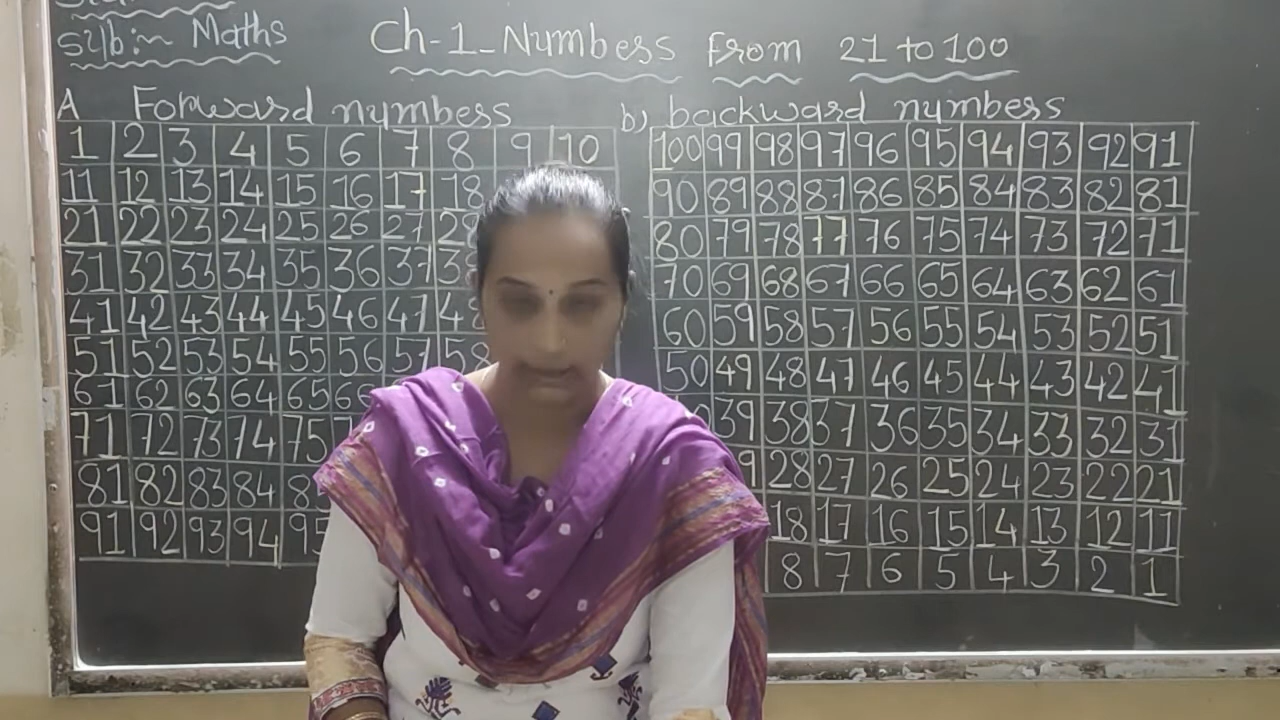 Sub:- Maths
Ch-1_Numbers from 21 to 100
A Forward numbers
1 2 3 4 5 6 7 8 9 10
11 12 13 14 15 16 17 18
21 22 23 24 25 26 27 28
31 32 33 34 35 36 37
41 42 43 44 45 46 47
51 52 53 54 55 56 57 58
61 62 63 64 65
71 72 73 74 75
81 82 83 84
91 92 93 94 95
b) backward numbers
100 99 98 97 96 95 94 93 92 91
90 89 88 87 86 85 84 83 82 81
80 79 78 77 76 75 74 73 72 71
70 69 68 67 66 65 64 63 62 61
60 59 58 57 56 55 54 53 52 51
50 49 48 47 46 45 44 43 42 41
39 38 37 36 35 34 33 32 31
28 27 26 25 24 23 22 21
18 17 16 15 14 13 12 11
8 7 6 5 4 3 2 1